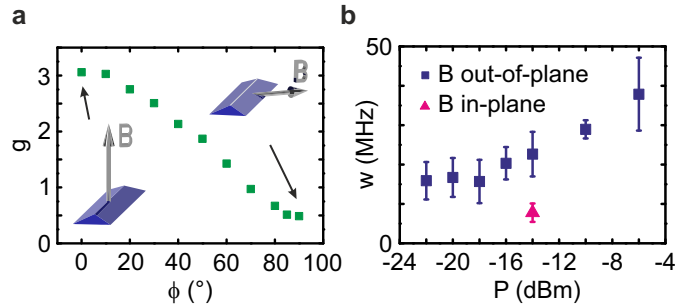 a
b
3
2
1
0
g
B
B
0
20
40
60
80
100
ϕ (°)
50
25
0
w (MHz)
B out-of-plane
B in-plane
-24
-20
-16
-12
-8
-4
P (dBm)